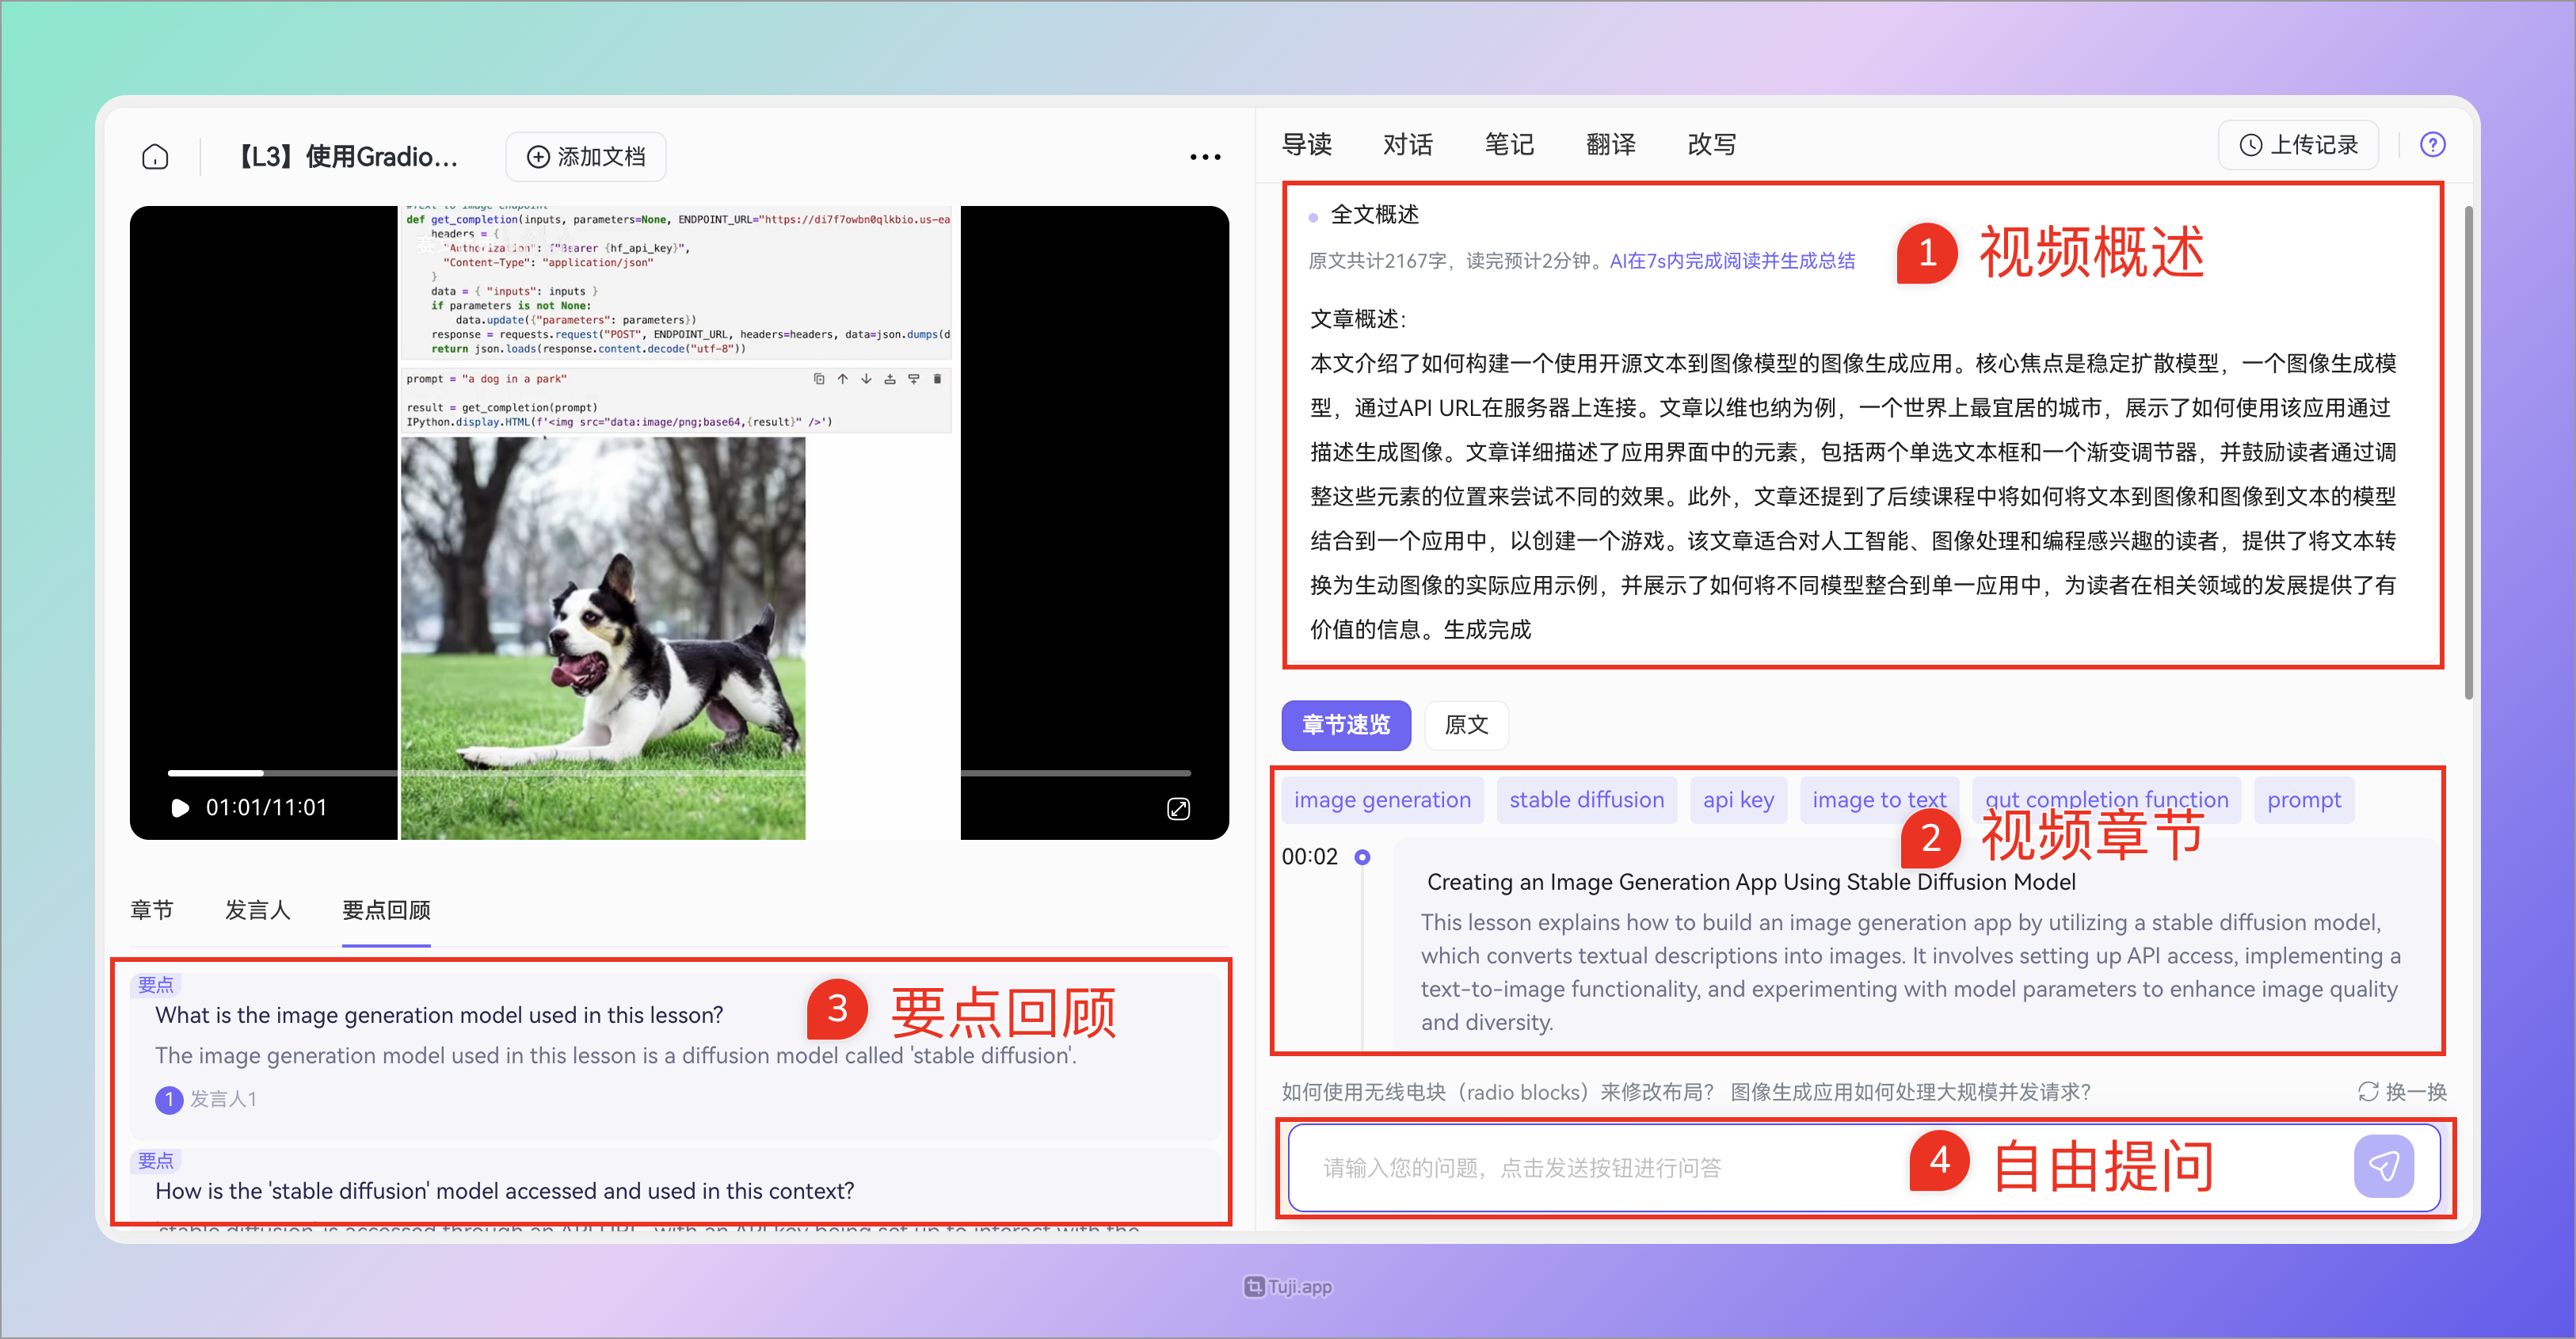 【L3】使用Gradio...
添加文档
#Text-to-image endpoint
def get_completion(inputs, parameters=None, ENDPOINT_URL="https://di7f7owbn0qlkbio.us-ea
headers = {
"Authorization": f"Bearer {hf_api_key}",
"Content-Type": "application/json"
}
data = { "inputs": inputs }
if parameters is not None:
data.update({"parameters": parameters})
response = requests.request("POST", ENDPOINT_URL, headers=headers, data=json.dumps(d
return json.loads(response.content.decode("utf-8"))
prompt = "a dog in a park"
result = get_completion(prompt)
IPython.display.HTML(f'<img src="data:image/png;base64,{result}" />')
01:01/11:01
章节
发言人
要点回顾
要点
What is the image generation model used in this lesson?
3 要点回顾
The image generation model used in this lesson is a diffusion model called 'stable diffusion'.
1 发言人1
要点
How is the 'stable diffusion' model accessed and used in this context?
'stable diffusion' is accessed through an API URL, with an API key being set up to interact with the
导读
对话
笔记
翻译
改写
上传记录
?
全文概述
原文共计2167字，读完预计2分钟。AI在7s内完成阅读并生成总结
1 视频概述
文章概述：
本文介绍了如何构建一个使用开源文本到图像模型的图像生成应用。核心焦点是稳定扩散模型，一个图像生成模
型，通过API URL在服务器上连接。文章以维也纳为例，一个世界上最宜居的城市，展示了如何使用该应用通过
描述生成图像。文章详细描述了应用界面中的元素，包括两个单选文本框和一个渐变调节器，并鼓励读者通过调
整这些元素的位置来尝试不同的效果。此外，文章还提到了后续课程中将如何将文本到图像和图像到文本的模型
结合到一个应用中，以创建一个游戏。该文章适合对人工智能、图像处理和编程感兴趣的读者，提供了将文本转
换为生动图像的实际应用示例，并展示了如何将不同模型整合到单一应用中，为读者在相关领域的发展提供了有
价值的信息。生成完成
章节速览
原文
image generation
stable diffusion
api key
image to text
gut completion function
prompt
2 视频章节
00:02
Creating an Image Generation App Using Stable Diffusion Model
This lesson explains how to build an image generation app by utilizing a stable diffusion model,
which converts textual descriptions into images. It involves setting up API access, implementing a
text-to-image functionality, and experimenting with model parameters to enhance image quality
and diversity.
如何使用无线电块（radio blocks）来修改布局？ 图像生成应用如何处理大规模并发请求？
换一换
请输入您的问题，点击发送按钮进行问答
4 自由提问
Tuji.app